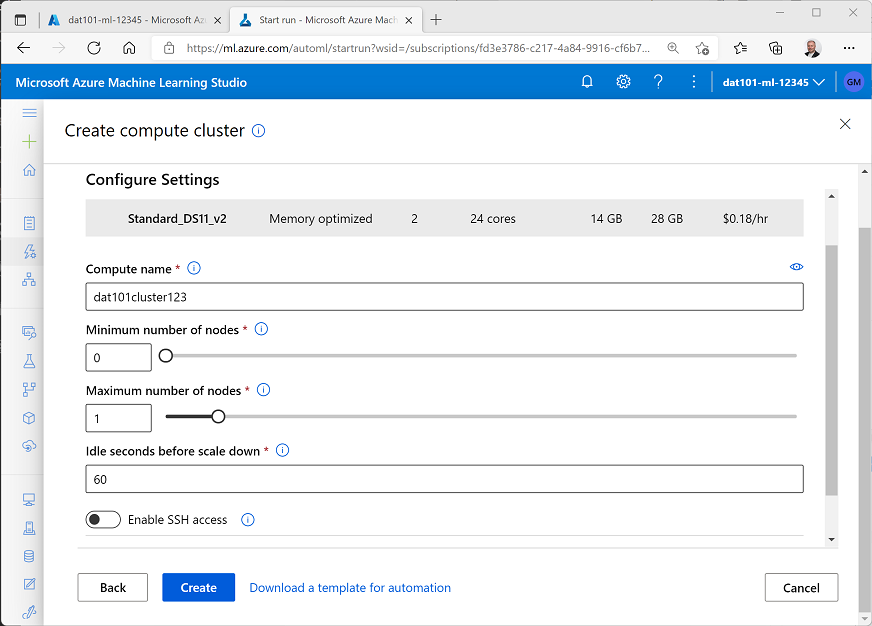 dat101-ml-12345 - Microsoft Az
Start run - Microsoft Azure Mach
https://ml.azure.com/automl/startrun?wsid=/subscriptions/fd3e3786-c217-4a84-9916-cf6b7...
Microsoft Azure Machine Learning Studio
dat101-ml-12345
GM
Create compute cluster
Configure Settings
Standard_DS11_v2 Memory optimized 2 24 cores 14 GB 28 GB $0.18/hr
Compute name *
dat101cluster123
Minimum number of nodes *
0
Maximum number of nodes *
1
Idle seconds before scale down *
60
Enable SSH access
Back
Create
Download a template for automation
Cancel